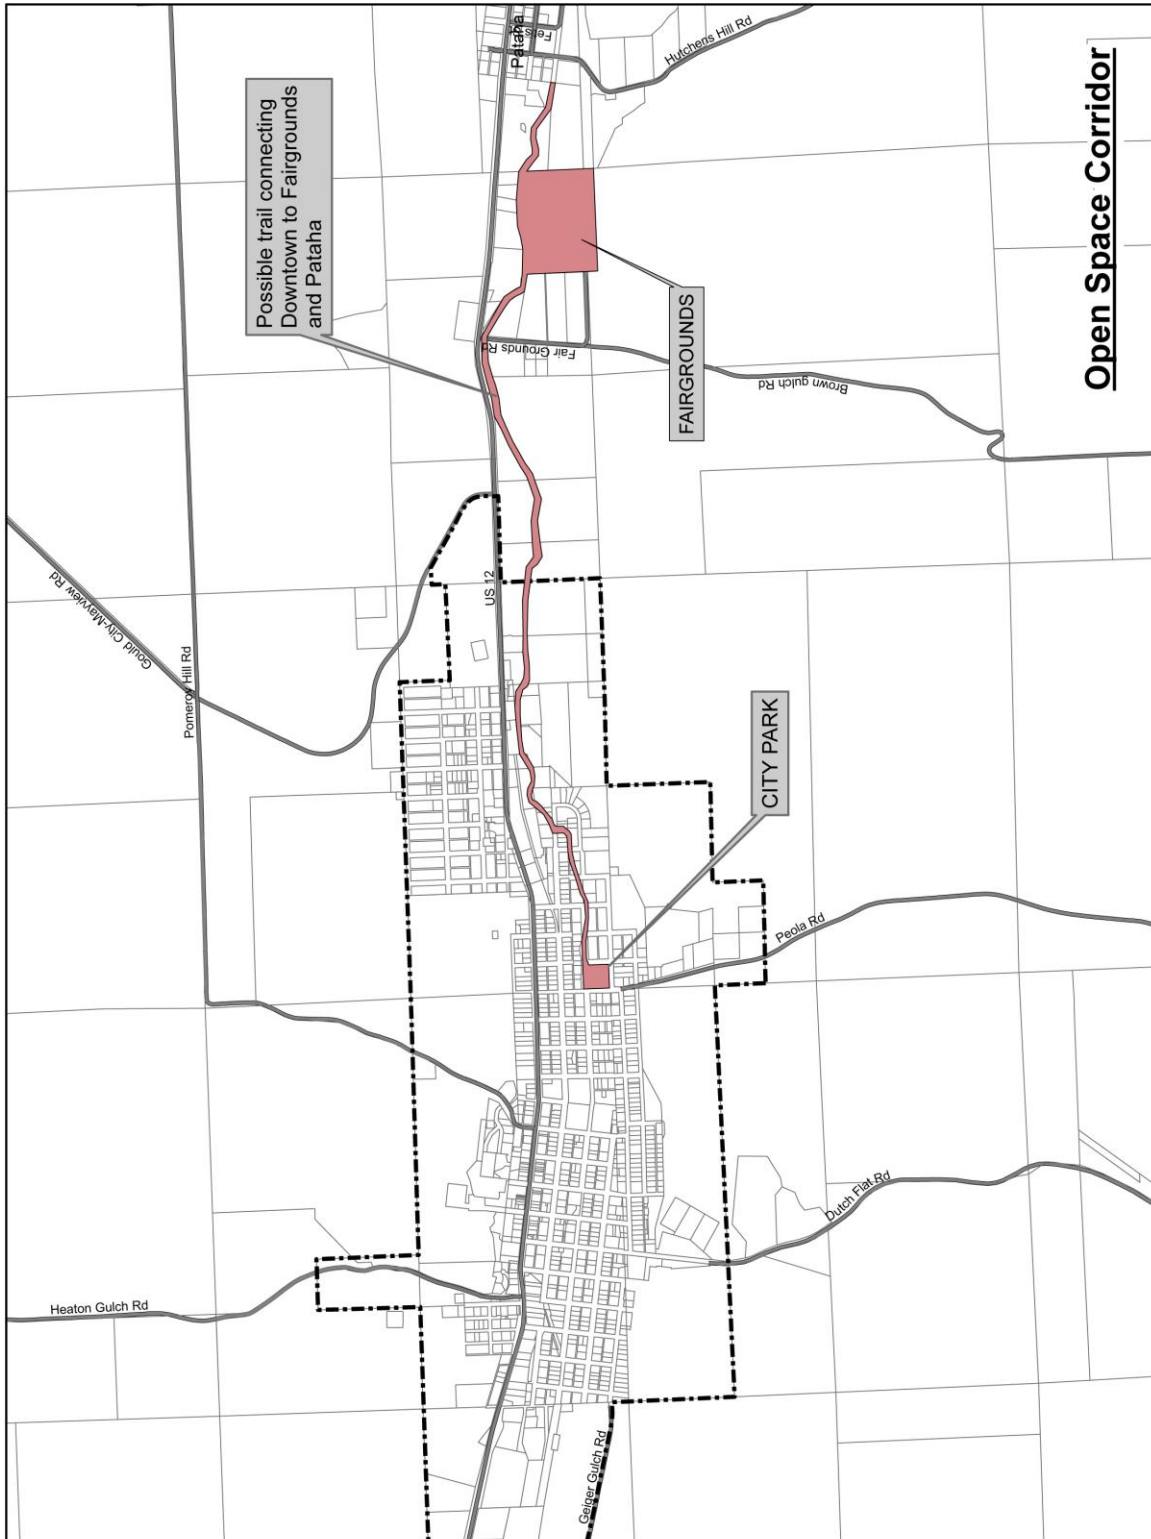 Possible trail connecting
Downtown to Fairgrounds
and Pataha
FAIRGROUNDS
CITY PARK
Open Space Corridor
Heaton Gulch Rd
Pomeroy Hill Rd
Gould City-Mayview Rd
US 12
Pataha
Hutchens Hill Rd
Fair Grounds Rd
Brown gulch Rd
Peola Rd
Dutch Flat Rd
Geiger Gulch Rd